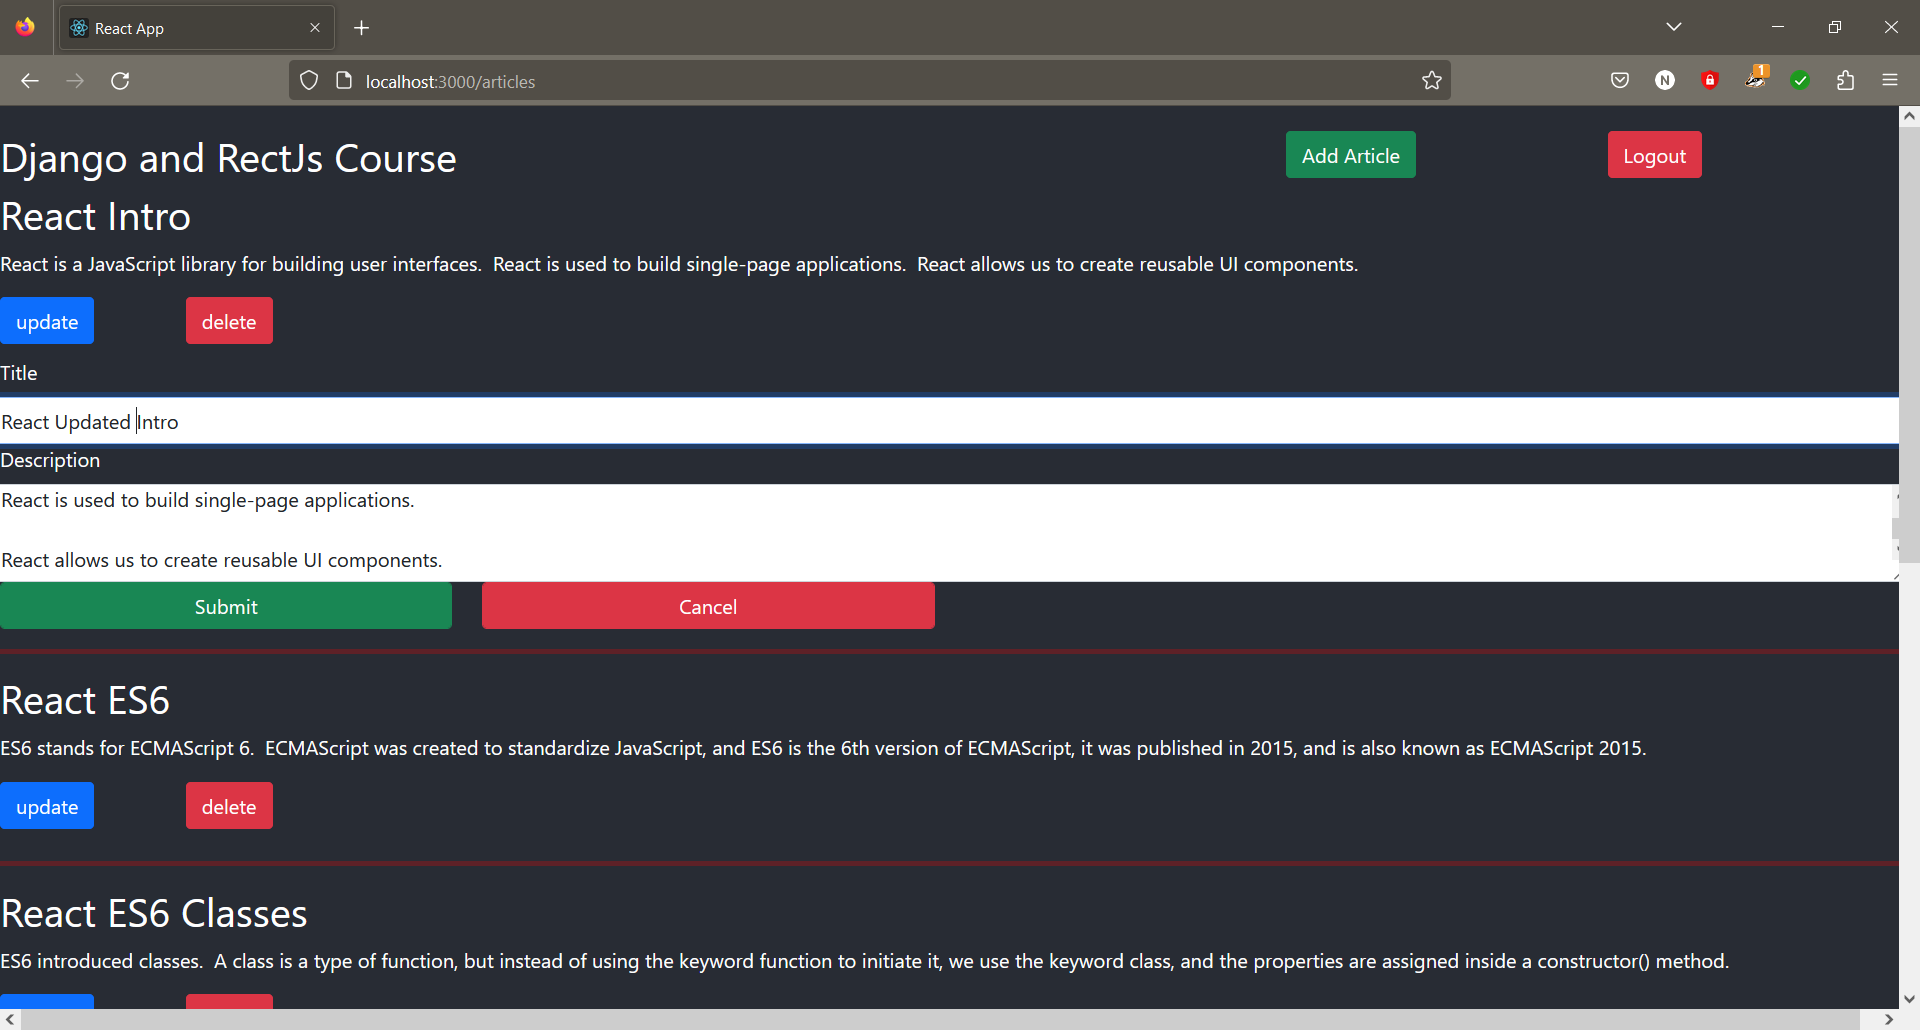 React App
localhost:3000/articles
N
1
Django and RectJs Course
Add Article
Logout
React Intro
React is a JavaScript library for building user interfaces.  React is used to build single-page applications.  React allows us to create reusable UI components.
update
delete
Title
React Updated Intro
Description
React is used to build single-page applications.
React allows us to create reusable UI components.
Submit
Cancel
React ES6
ES6 stands for ECMAScript 6.  ECMAScript was created to standardize JavaScript, and ES6 is the 6th version of ECMAScript, it was published in 2015, and is also known as ECMAScript 2015.
update
delete
React ES6 Classes
ES6 introduced classes.  A class is a type of function, but instead of using the keyword function to initiate it, we use the keyword class, and the properties are assigned inside a constructor() method.